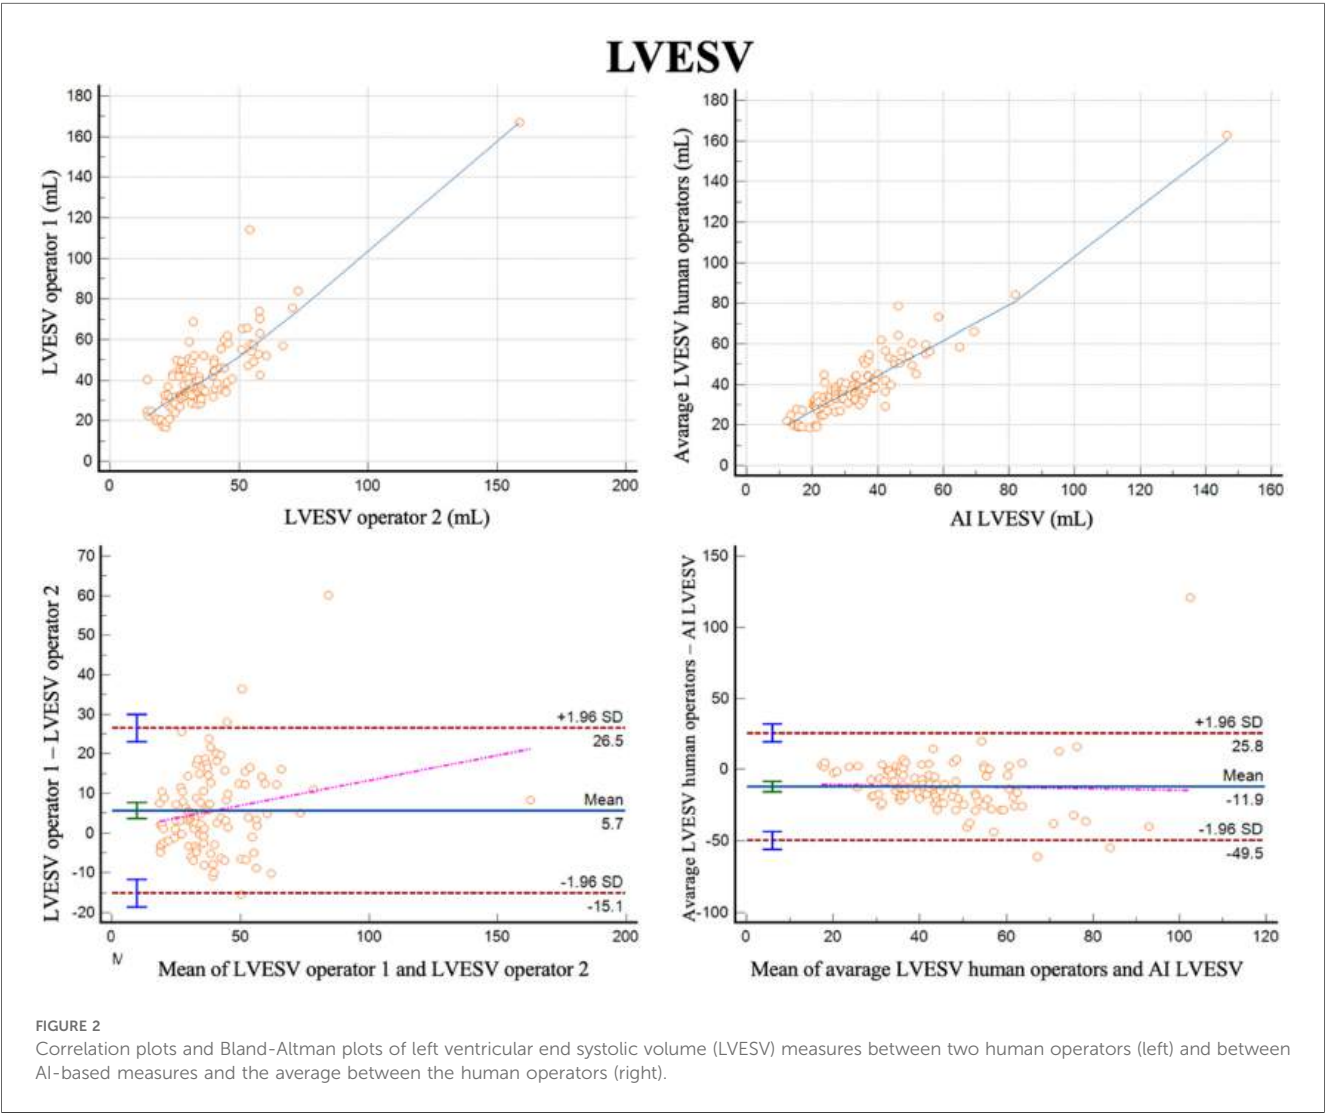 LVESV
LVESV operator 1 (mL)
180
160
140
120
100
80
60
40
20
0
0 50 100 150 200
LVESV operator 2 (mL)
Avarage LVESV human operators (mL)
180
160
140
120
100
80
60
40
20
0
0 20 40 60 80 100 120 140 160
AI LVESV (mL)
LVESV operator 1 – LVESV operator 2
70
60
50
40
30
20
10
0
-10
-20
+1.96 SD
26.5
Mean
5.7
-1.96 SD
-15.1
0 50 100 150 200
Mean of LVESV operator 1 and LVESV operator 2
Avarage LVESV human operators – AI LVESV
150
100
50
0
-50
-100
+1.96 SD
25.8
Mean
-11.9
-1.96 SD
-49.5
0 20 40 60 80 100 120
Mean of avarage LVESV human operators and AI LVESV
FIGURE 2
Correlation plots and Bland-Altman plots of left ventricular end systolic volume (LVESV) measures between two human operators (left) and between
AI-based measures and the average between the human operators (right).